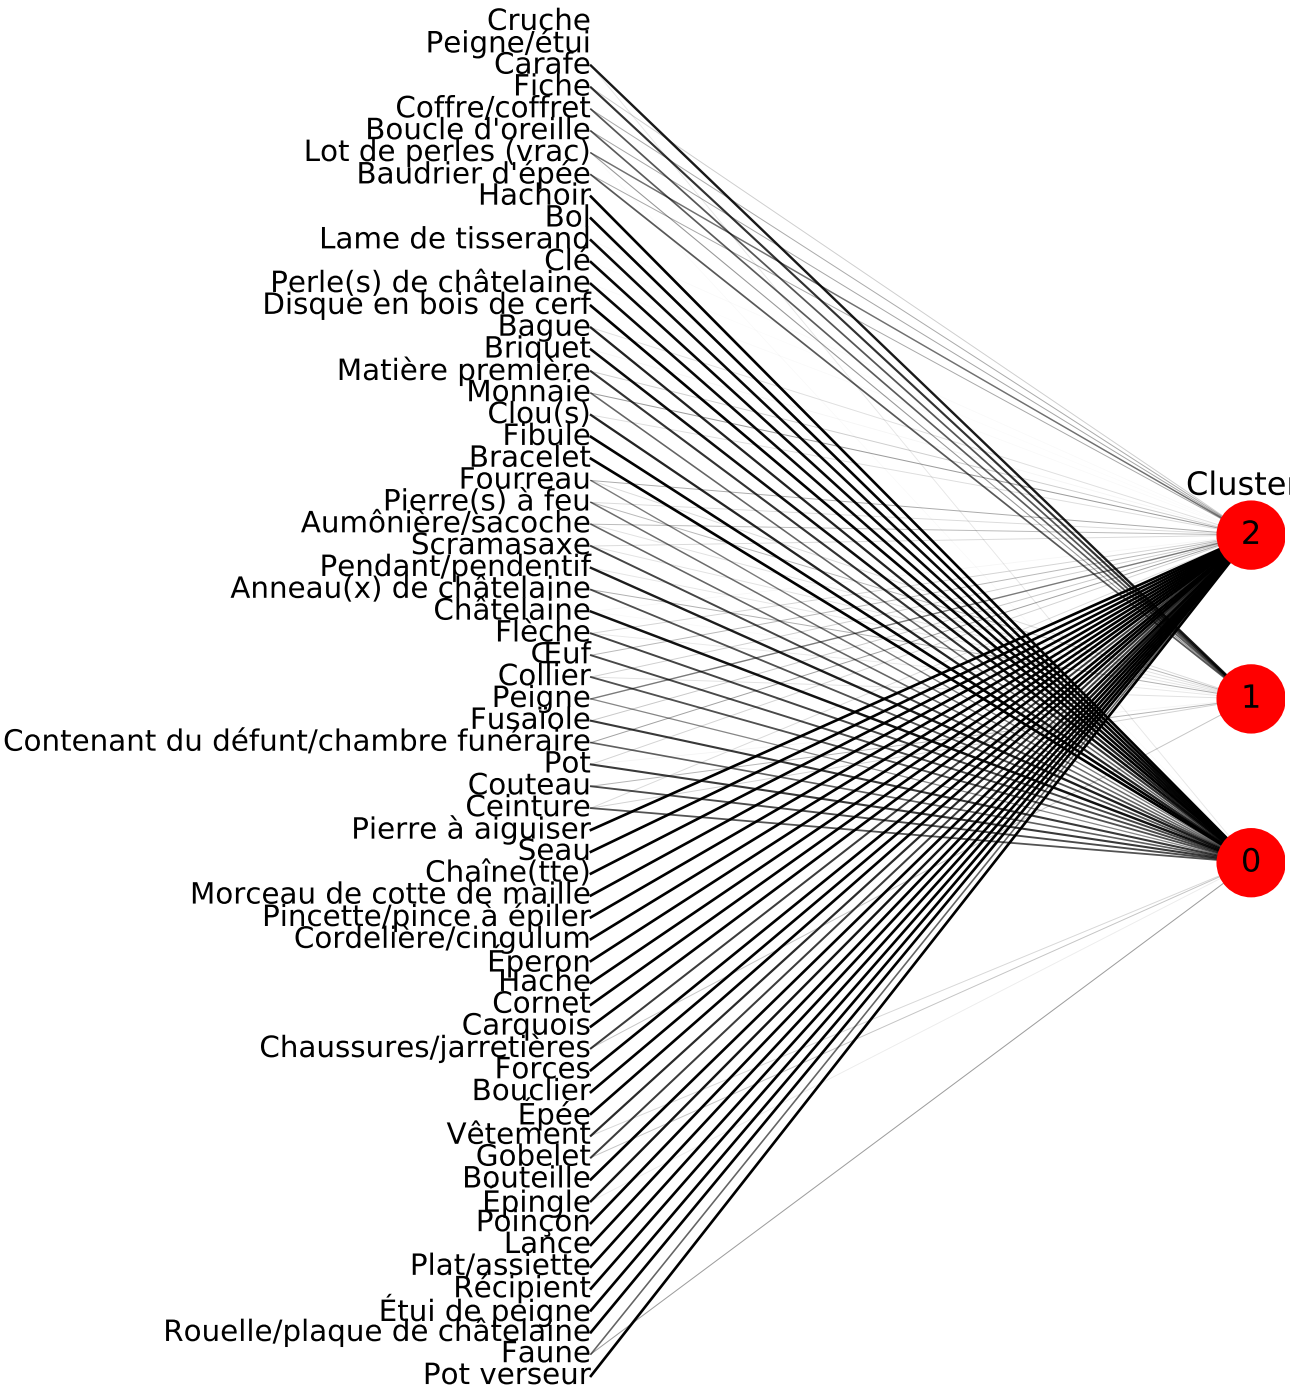 Cruche
Peigne/étui
Carafe
Fiche
Coffre/coffret
Boucle d'oreille
Lot de perles (vrac)
Baudrier d'épée
Hachoir
Bol
Lame de tisserand
Clé
Perle(s) de châtelaine
Disque en bois de cerf
Bague
Briquet
Matière première
Monnaie
Clou(s)
Fibule
Bracelet
Fourreau
Cluster
Pierre(s) à feu
Aumônière/sacoche
2
Scramasaxe
Pendant/pendentif
Anneau(x) de châtelaine
Châtelaine
Flèche
Œuf
Collier
Peigne
1
Fusaïole
Contenant du défunt/chambre funéraire
Pot
Couteau
Ceinture
Pierre à aiguiser
Seau
0
Chaîne(tte)
Morceau de cotte de maille
Pincette/pince à épiler
Cordelière/cingulum
Éperon
Hache
Cornet
Carquois
Chaussures/jarretières
Forces
Bouclier
Épée
Vêtement
Gobelet
Bouteille
Épingle
Poinçon
Lance
Plat/assiette
Récipient
Étui de peigne
Rouelle/plaque de châtelaine
Faune
Pot verseur